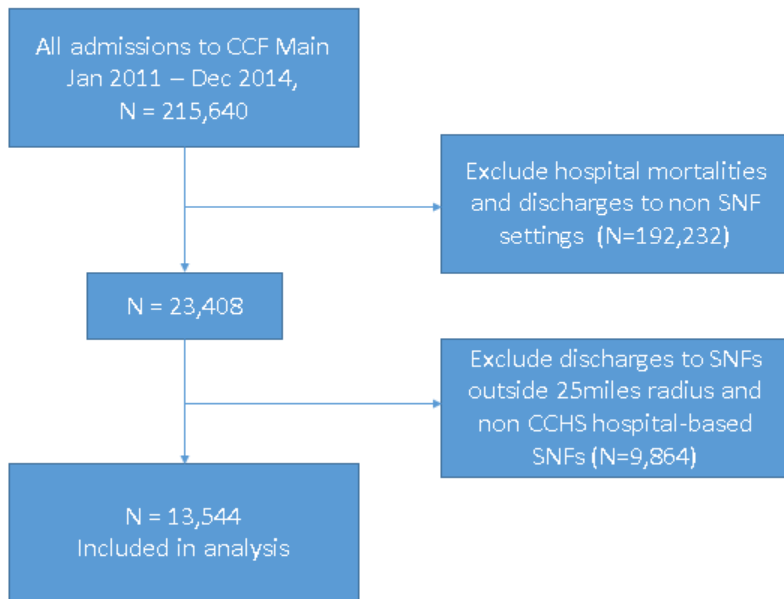 All admissions to CCF Main
Jan 2011 – Dec 2014,
N = 215,640
Exclude hospital mortalities
and discharges to non SNF
settings (N=192,232)
N = 23,408
Exclude discharges to SNFs
outside 25miles radius and
non CCHS hospital-based
SNFs (N=9,864)
N = 13,544
Included in analysis